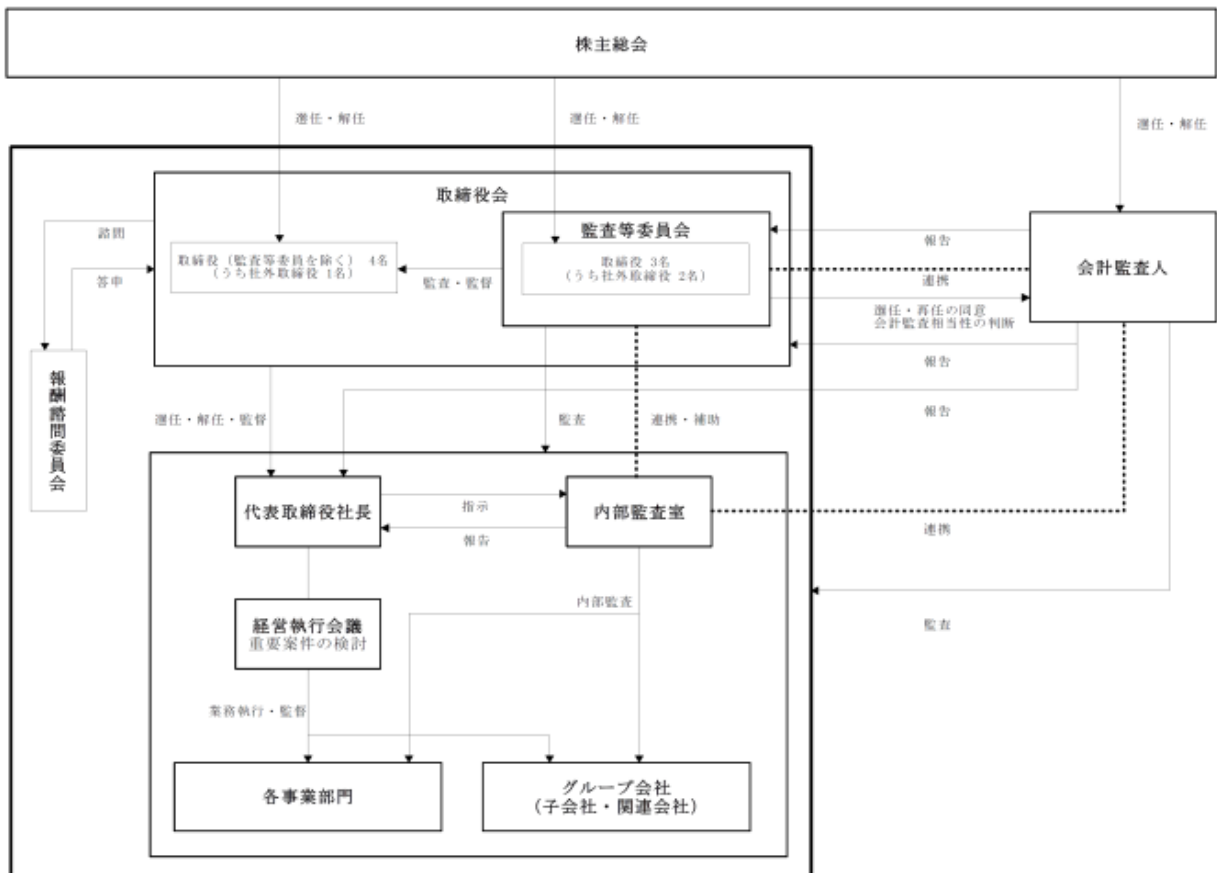 株主総会
選任・解任
選任・解任
選任・解任
取締役会
監査等委員会
諮問
答申
取締役（監査等委員を除く） 4名
（うち社外取締役 1名）
監査・監督
取締役 3名
（うち社外取締役 2名）
報告
連携
会計監査人
選任・再任の同意
会計監査相当性の判断
報告
報告
報酬諮問委員会
選任・解任・監督
監査
連携・補助
代表取締役社長
指示
報告
内部監査室
連携
経営執行会議
重要案件の検討
内部監査
監査
業務執行・監督
各事業部門
グループ会社
（子会社・関連会社）